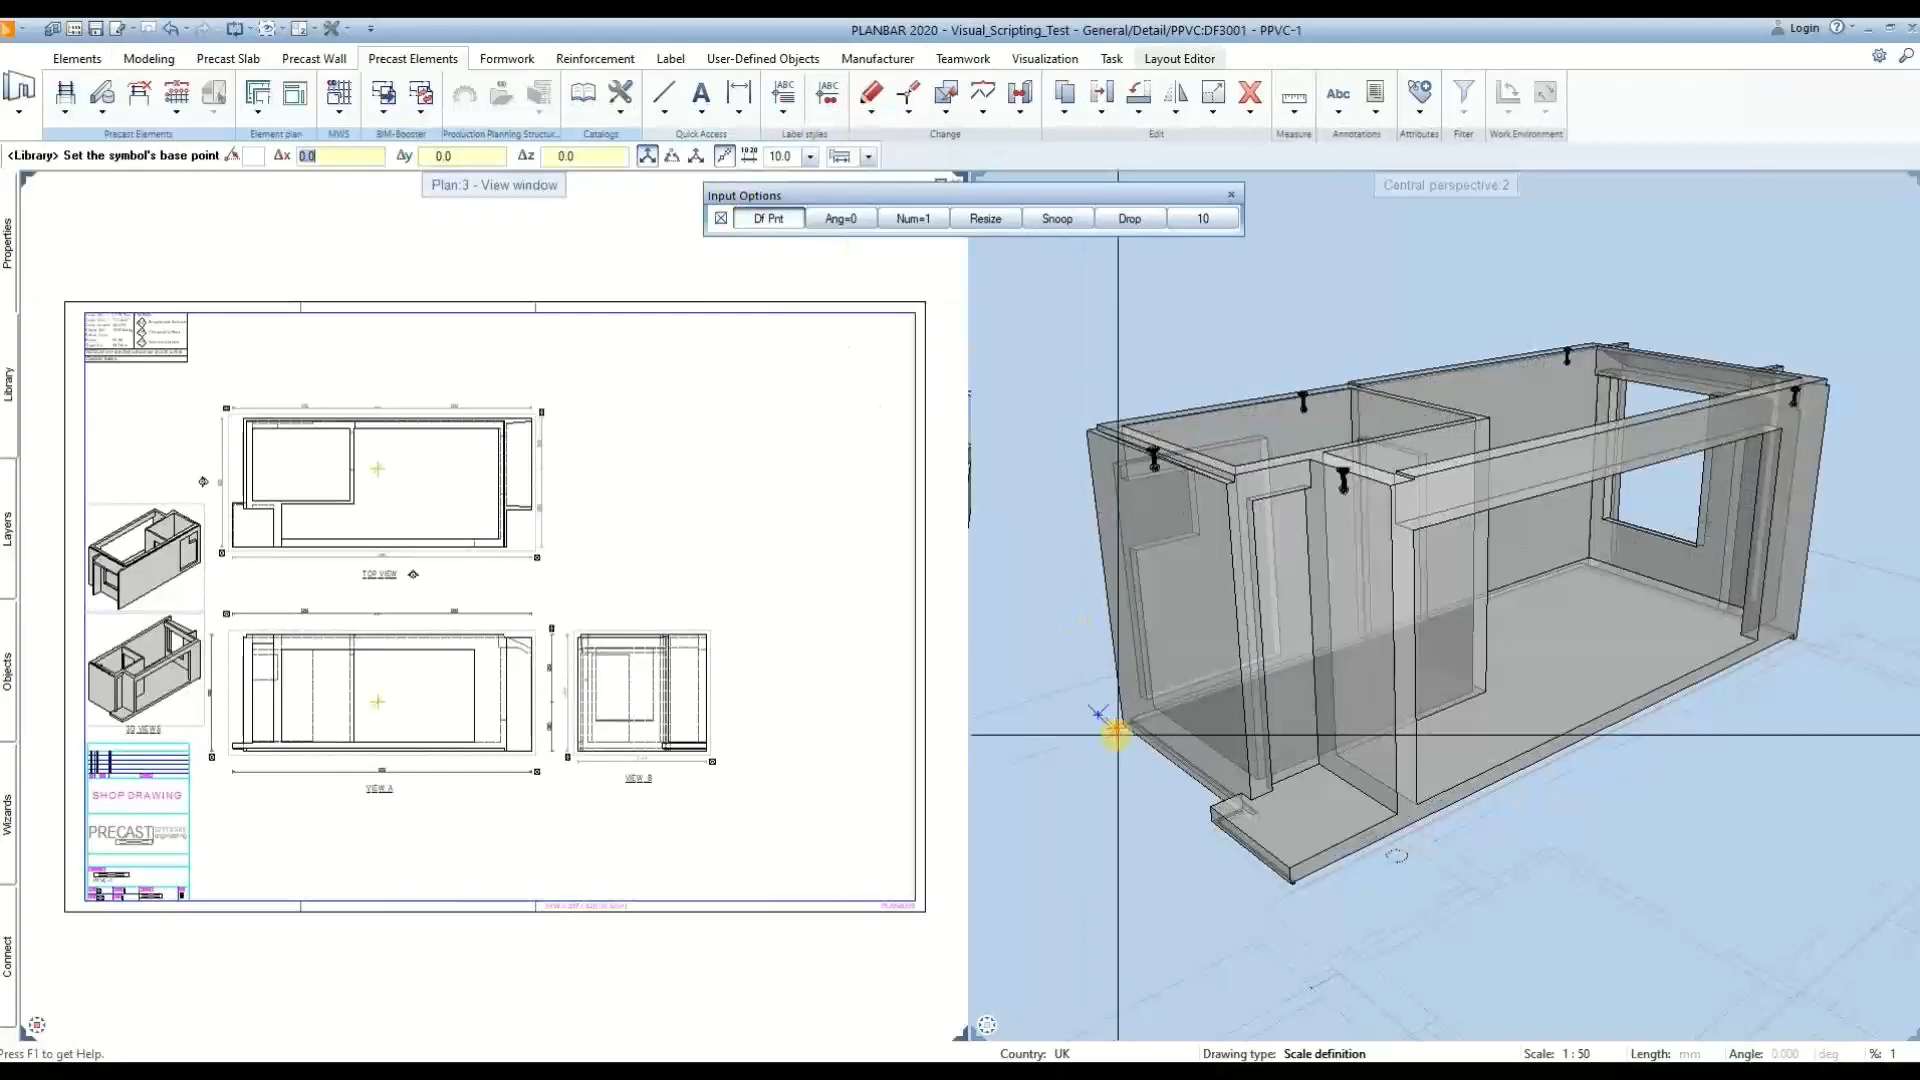 PLANBAR 2020 - Visual_Scripting_Test - General/Detail/PPVC:DF3001 - PPVC-1
Login
Elements Modeling Precast Slab Precast Wall Precast Elements Formwork Reinforcement Label User-Defined Objects Manufacturer Teamwork Visualization Task Layout Editor
Abc
Precast Elements Element plan MWS BIM-Booster Production Planning Structur... Catalogs Quick Access Label styles Change Edit Measure Annotations Attributes Filter Work Environment
<Library> Set the symbol's base point Δx 0.0 Δy 0.0 Δz 0.0 10.0
Plan:3 - View window
Central perspective:2
Input Options
Df Pnt Ang=0 Num=1 Resize Snoop Drop 10
Properties
Library
Layers
Objects
Wizards
Connect
TOP VIEW
3D VIEWS
VIEW A
VIEW B
SHOP DRAWING
PRECAST
Press F1 to get Help.
Country: UK
Drawing type: Scale definition
Scale: 1 : 50
Length: mm
Angle: 0.000 deg
%: 1